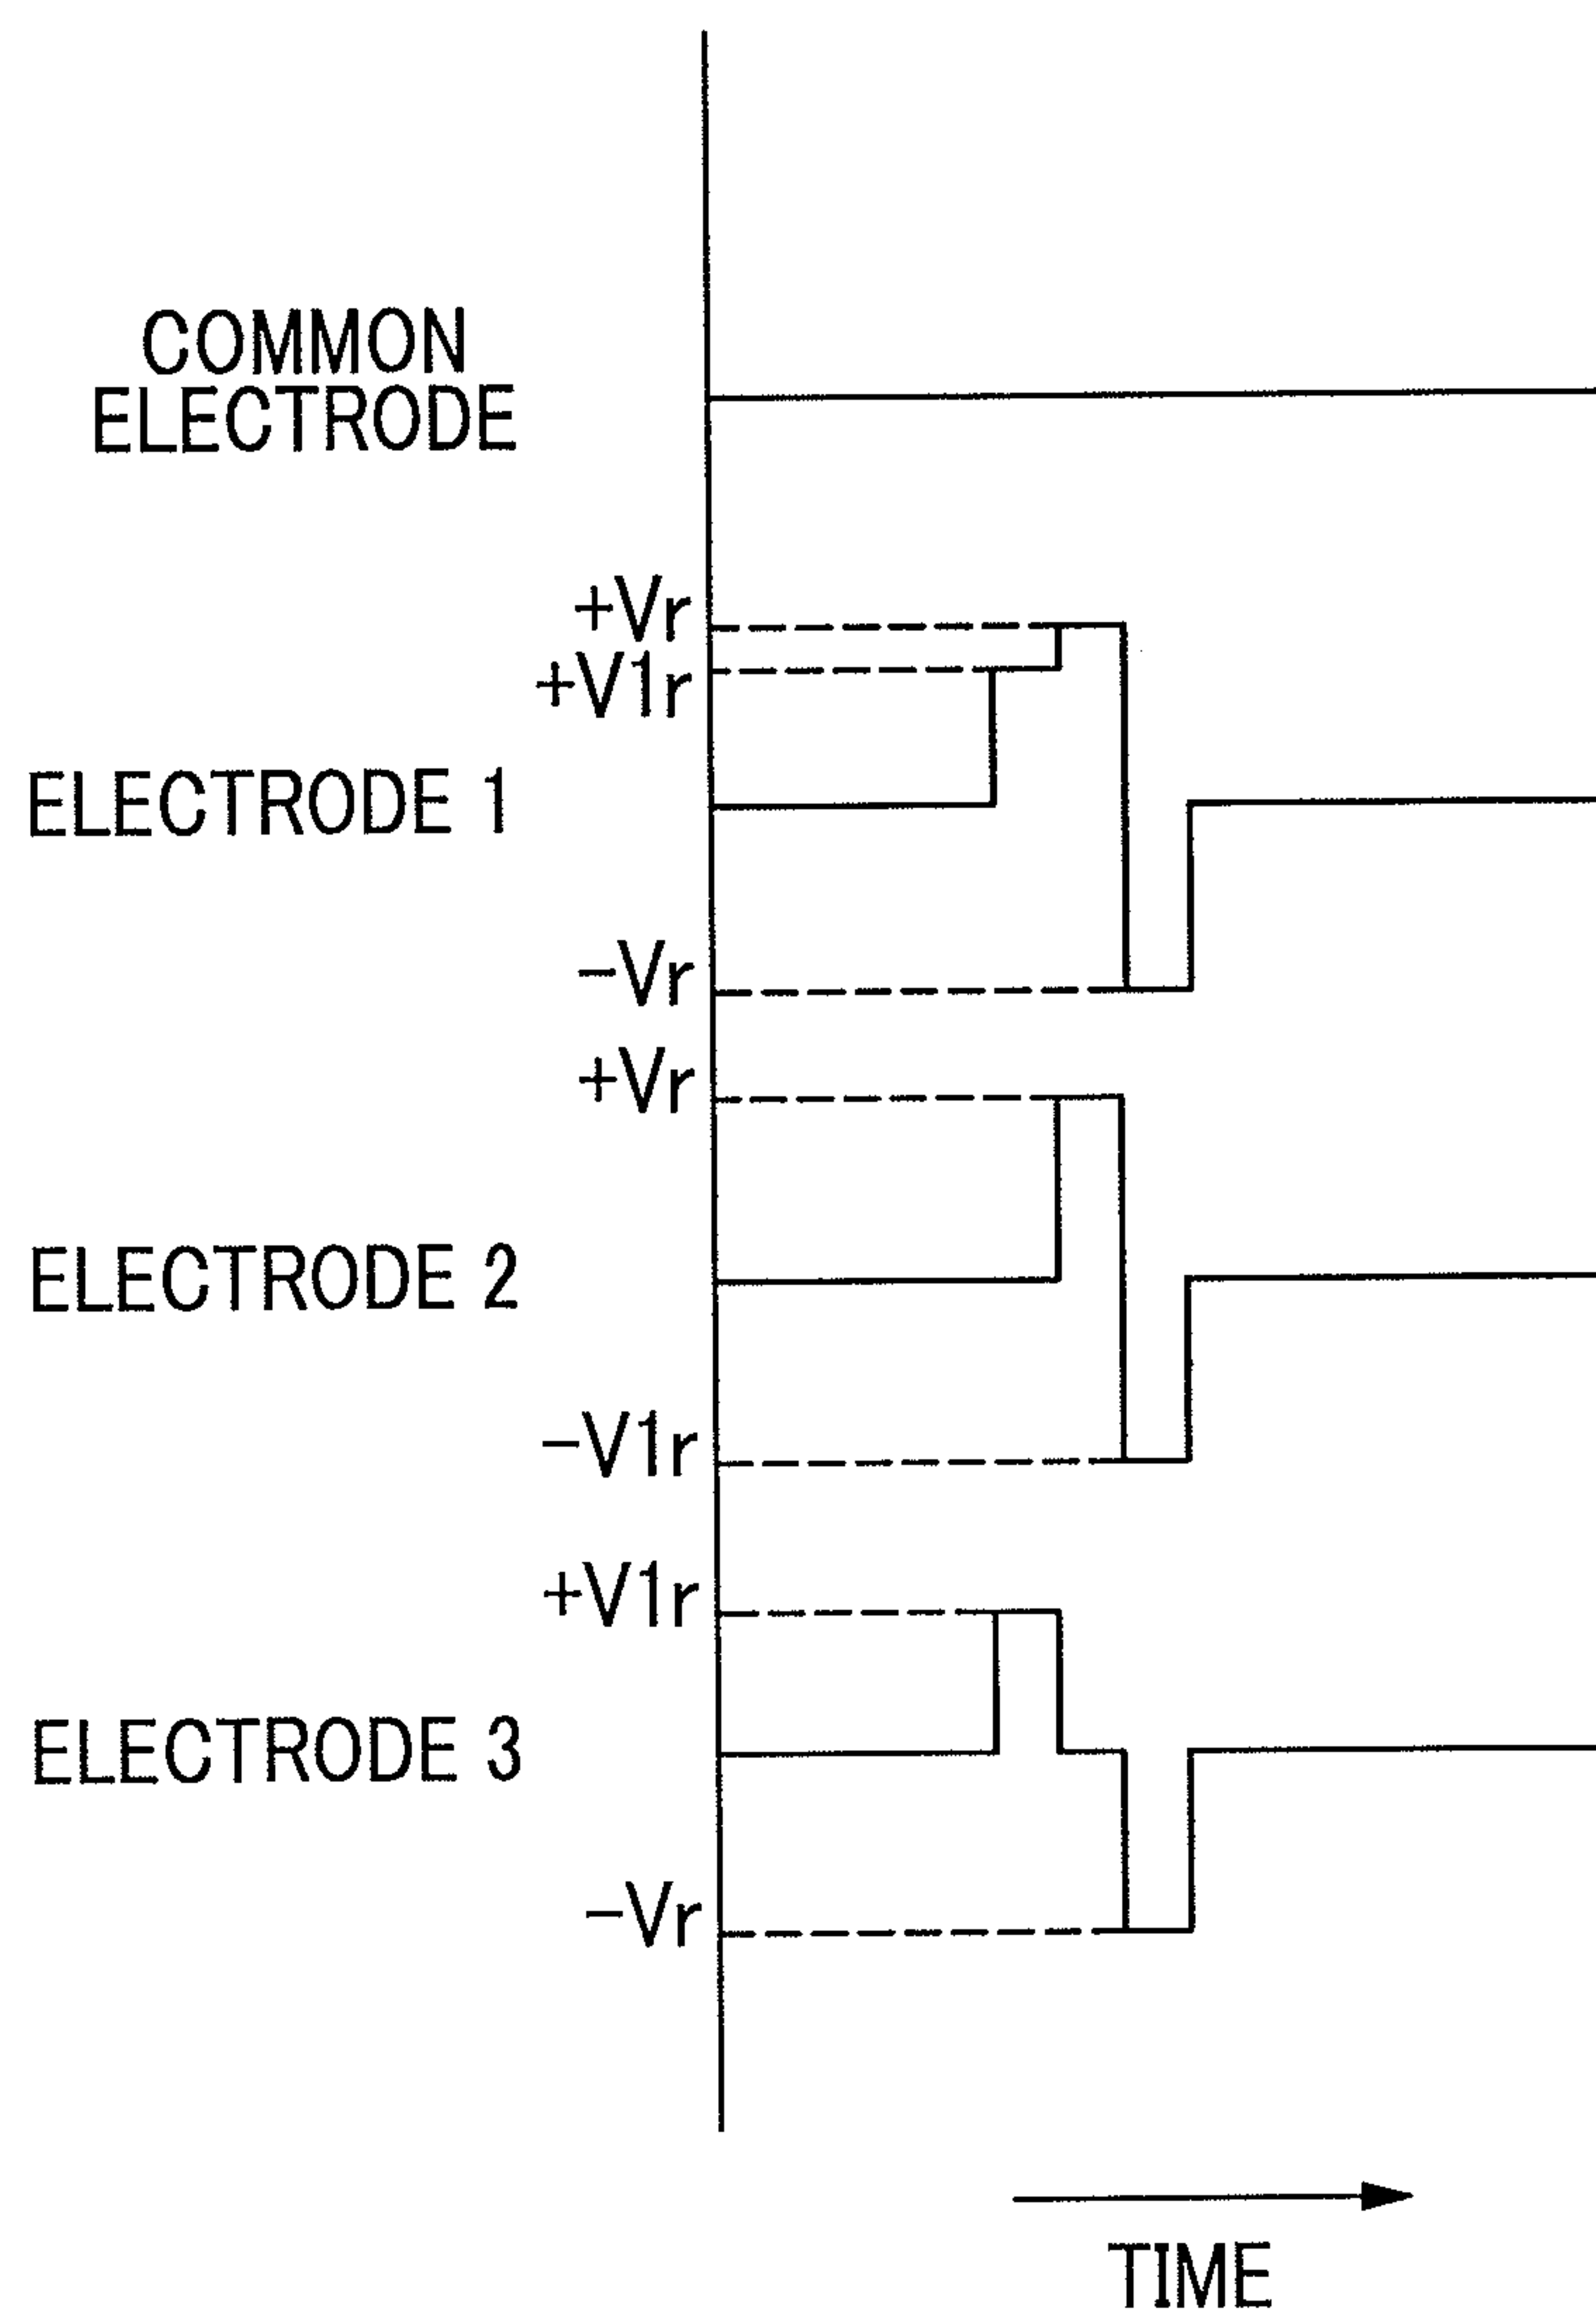 COMMON
ELECTRODE
+Vr
+V1r
ELECTRODE 1
-Vr
+Vr
ELECTRODE 2
-V1r
+V1r
ELECTRODE 3
-Vr
TIME